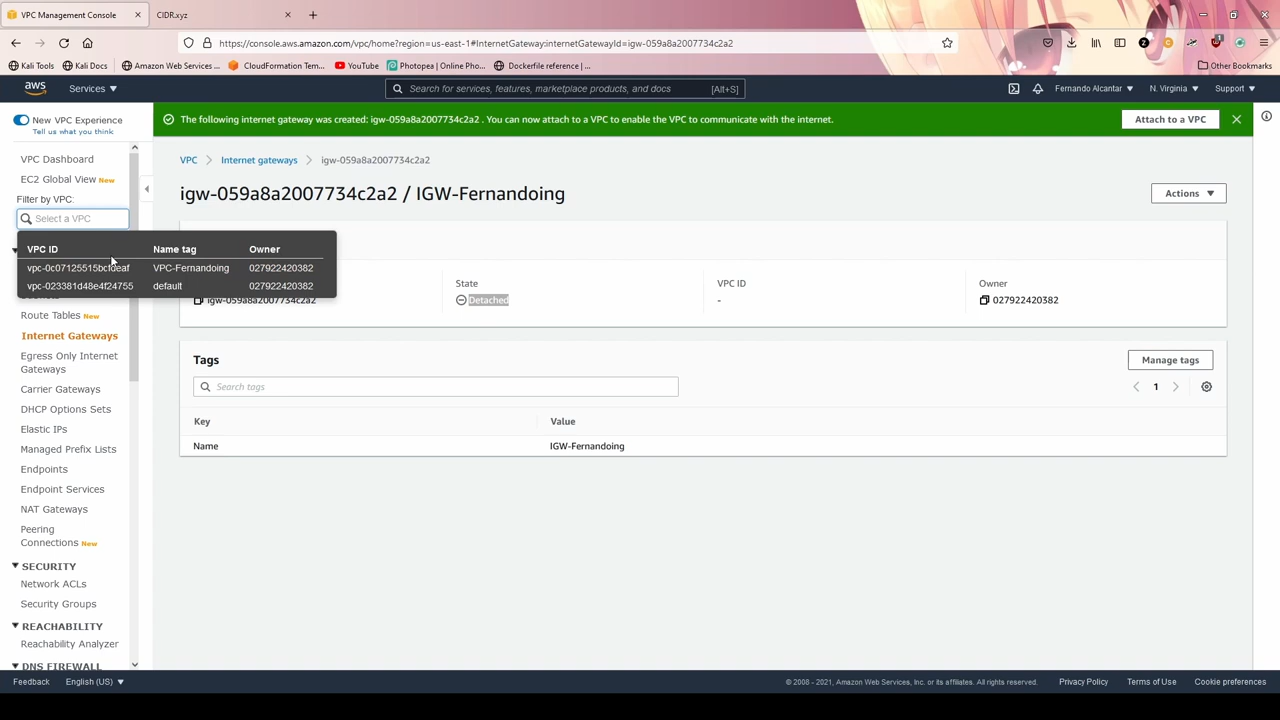 VPC Management Console
CIDR.xyz
https://console.aws.amazon.com/vpc/home?region=us-east-1#InternetGateway:internetGatewayId=igw-059a8a2007734c2a2
Kali Tools
Kali Docs
Amazon Web Services ...
CloudFormation Tem...
YouTube
Photopea | Online Pho...
Dockerfile reference | ...
Other Bookmarks
aws
Services
Search for services, features, marketplace products, and docs
[Alt+S]
Fernando Alcantar
N. Virginia
Support
New VPC Experience
Tell us what you think
VPC Dashboard
EC2 Global View New
Filter by VPC:
Select a VPC
VPC ID Name tag Owner
VPC-Fernandoing 027922420382
vpc-023381d48e4f24755 default 027922420382
Route Tables New
Internet Gateways
Egress Only Internet
Gateways
Carrier Gateways
DHCP Options Sets
Elastic IPs
Managed Prefix Lists
Endpoints
Endpoint Services
NAT Gateways
Peering
Connections New
SECURITY
Network ACLs
Security Groups
REACHABILITY
Reachability Analyzer
DNS FIREWALL
The following internet gateway was created: igw-059a8a2007734c2a2 . You can now attach to a VPC to enable the VPC to communicate with the internet.
Attach to a VPC
VPC
Internet gateways
igw-059a8a2007734c2a2
igw-059a8a2007734c2a2 / IGW-Fernandoing
Actions
igw-059a8a2007734c2a2
State
Detached
VPC ID
-
Owner
027922420382
Tags
Manage tags
Search tags
1
Key Value
Name IGW-Fernandoing
Feedback
English (US)
© 2008 - 2021, Amazon Web Services, Inc. or its affiliates. All rights reserved.
Privacy Policy
Terms of Use
Cookie preferences